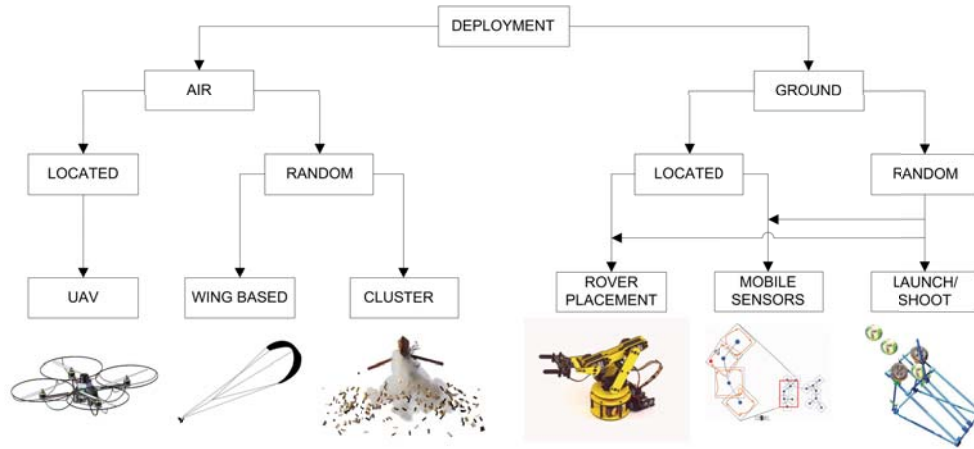 DEPLOYMENT
AIR
GROUND
LOCATED
RANDOM
LOCATED
RANDOM
UAV
WING BASED
CLUSTER
ROVER
PLACEMENT
MOBILE
SENSORS
LAUNCH/
SHOOT